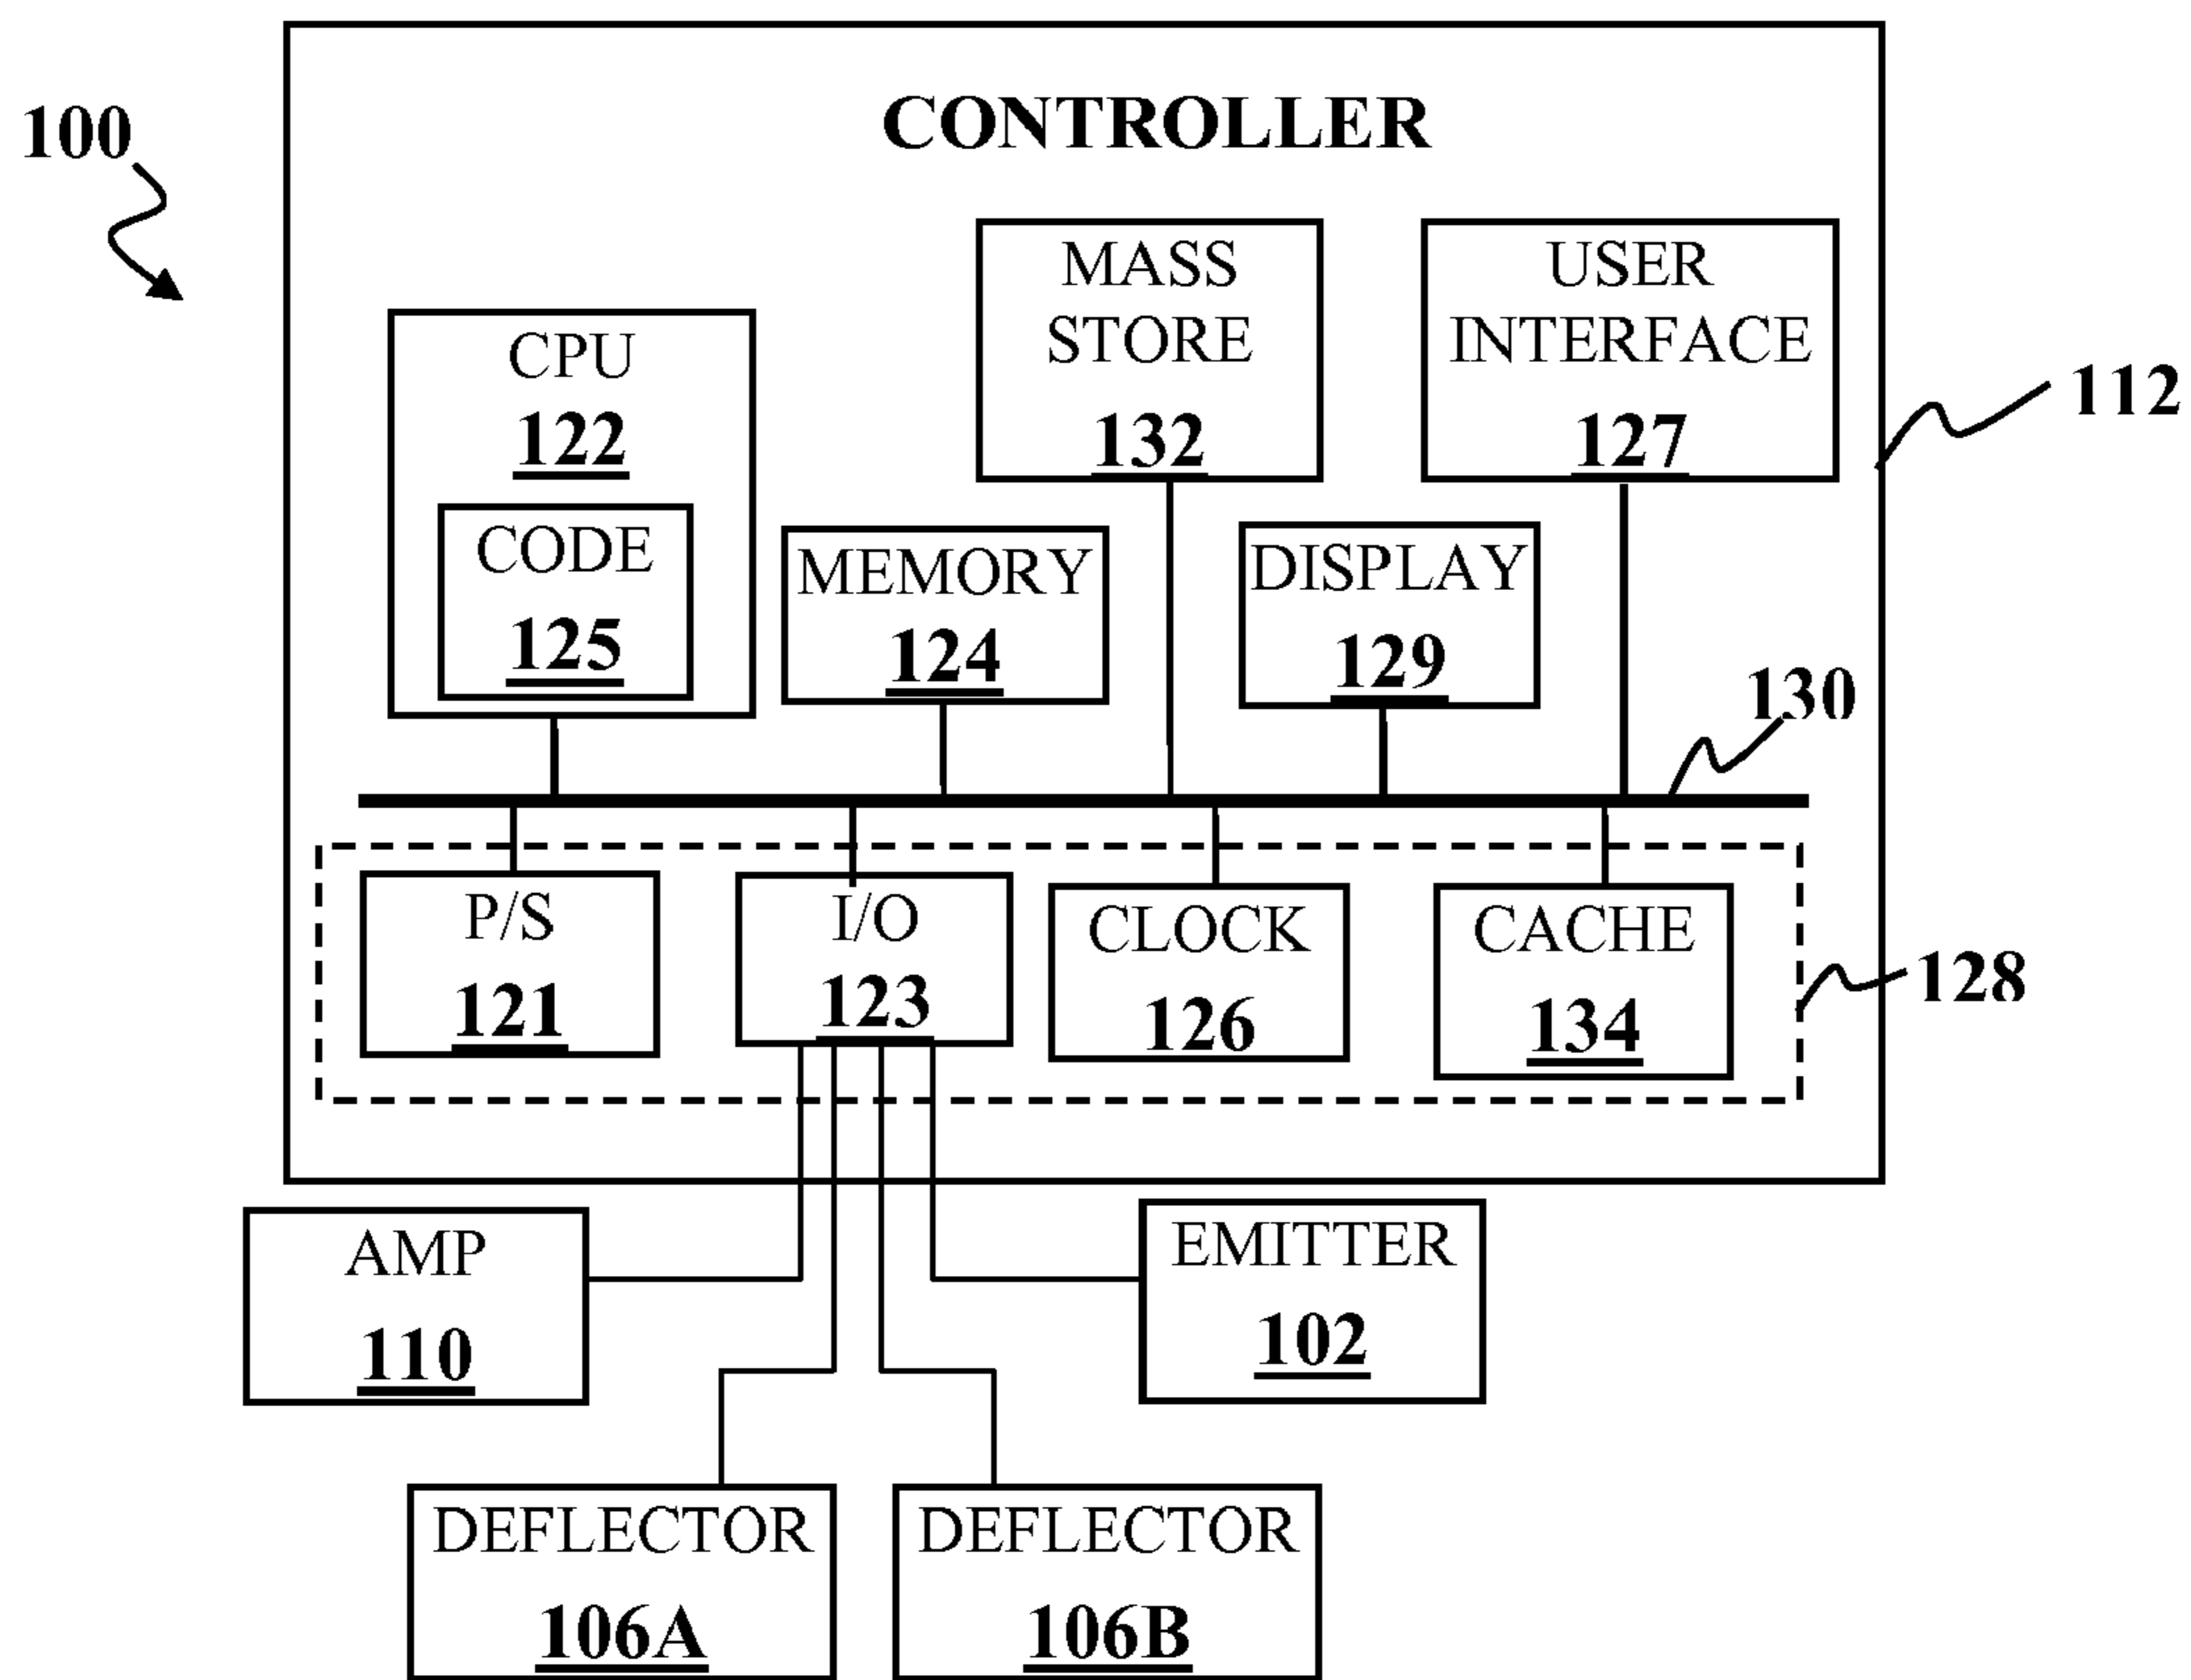 CONTROLLER
100
MASS
STORE
132
USER
INTERFACE
127
CPU
122
112
CODE
125
MEMORY
124
DISPLAY
129
130
P/S
121
I/O
123
CLOCK
126
CACHE
134
128
AMP
110
EMITTER
102
DEFLECTOR
106A
DEFLECTOR
106B